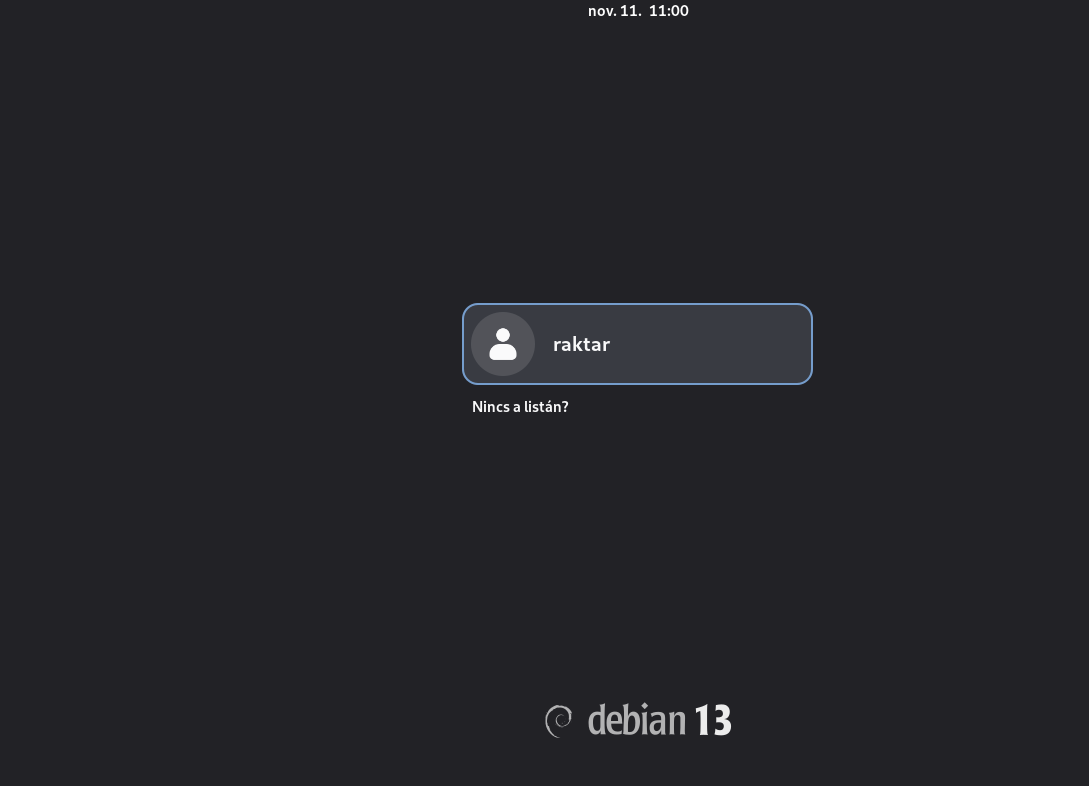 nov. 11.  11:00
raktar
Nincs a listán?
debian 13